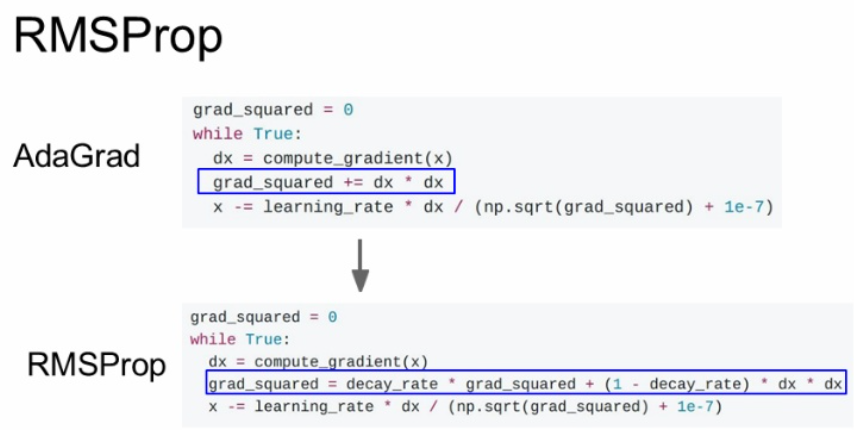 RMSProp
AdaGrad
grad_squared = 0
while True:
  dx = compute_gradient(x)
  grad_squared += dx * dx
  x -= learning_rate * dx / (np.sqrt(grad_squared) + 1e-7)
RMSProp
grad_squared = 0
while True:
  dx = compute_gradient(x)
  grad_squared = decay_rate * grad_squared + (1 - decay_rate) * dx * dx
  x -= learning_rate * dx / (np.sqrt(grad_squared) + 1e-7)